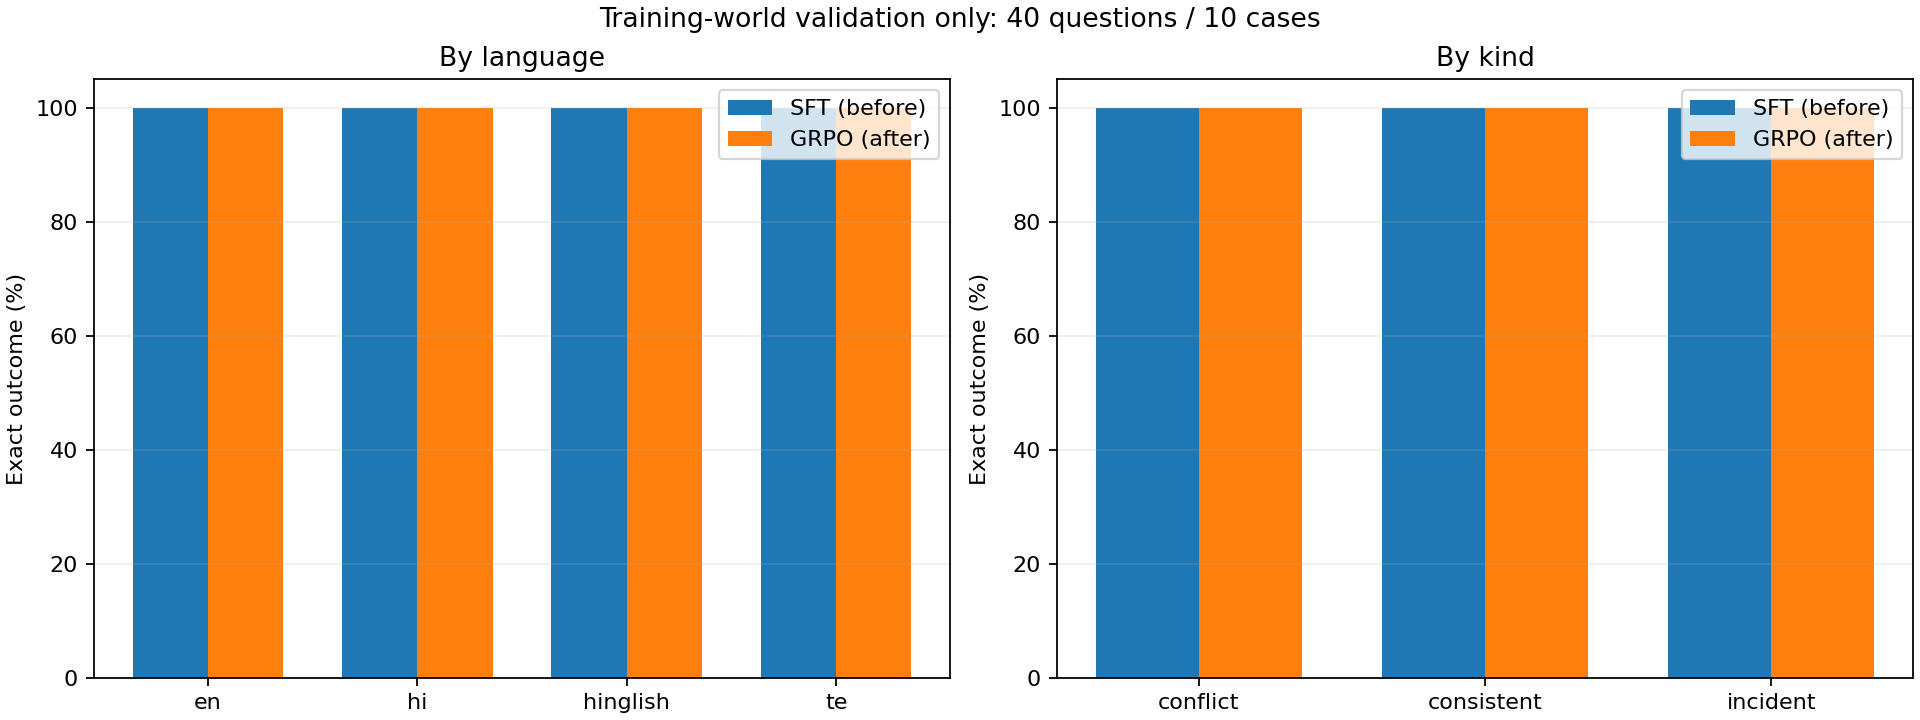 Training-world validation only: 40 questions / 10 cases
By language
Exact outcome (%)
100
80
60
40
20
0
SFT (before)
GRPO (after)
en hi hinglish te
By kind
Exact outcome (%)
100
80
60
40
20
0
SFT (before)
GRPO (after)
conflict consistent incident